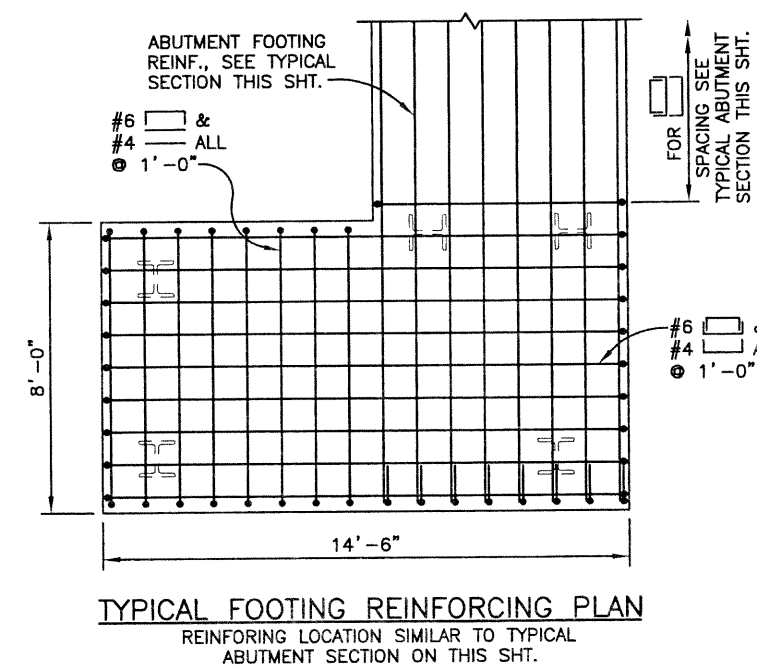 ABUTMENT FOOTING
REINF., SEE TYPICAL
SECTION THIS SHT.
#6 &
#4 ALL
@ 1'-0"
FOR
SPACING SEE
TYPICAL ABUTMENT
SECTION THIS SHT.
#6
#4
@ 1'-0"
8'-0"
14'-6"
TYPICAL FOOTING REINFORCING PLAN
REINFORING LOCATION SIMILAR TO TYPICAL
ABUTMENT SECTION ON THIS SHT.